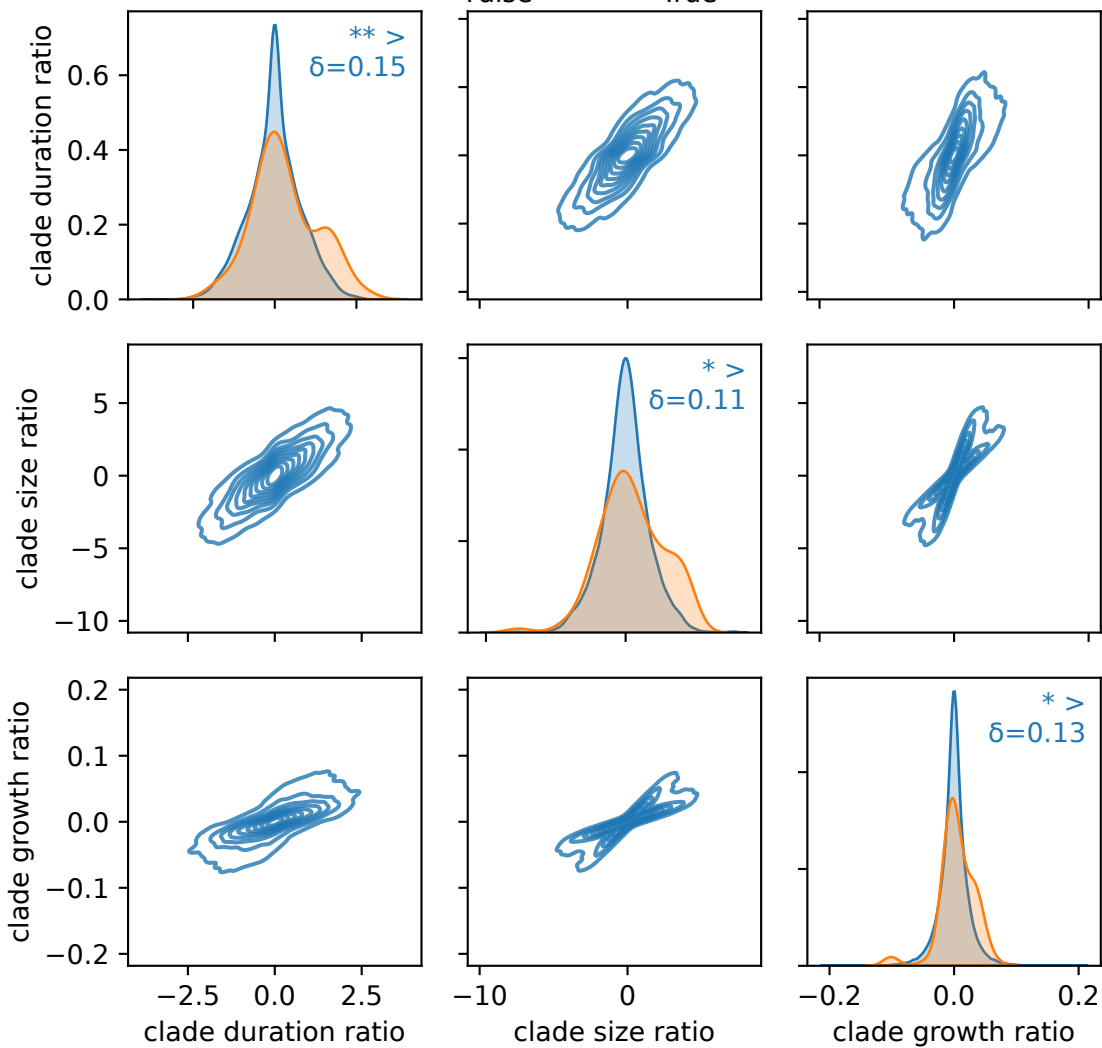 False True
clade duration ratio
0.6
0.4
0.2
0.0
** >
δ=0.15
clade size ratio
5
0
−5
−10
* >
δ=0.11
clade growth ratio
0.2
0.1
0.0
−0.1
−0.2
* >
δ=0.13
−2.5 0.0 2.5
−10 0
−0.2 0.0 0.2
clade duration ratio
clade size ratio
clade growth ratio